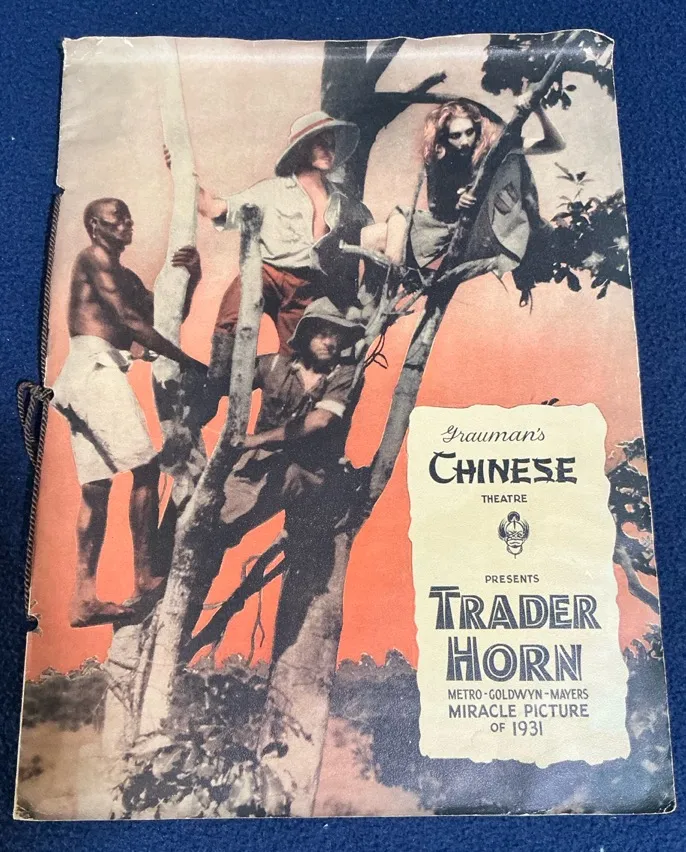 Grauman's
CHINESE
THEATRE
PRESENTS
TRADER
HORN
METRO-GOLDWYN-MAYERS
MIRACLE PICTURE
OF 1931